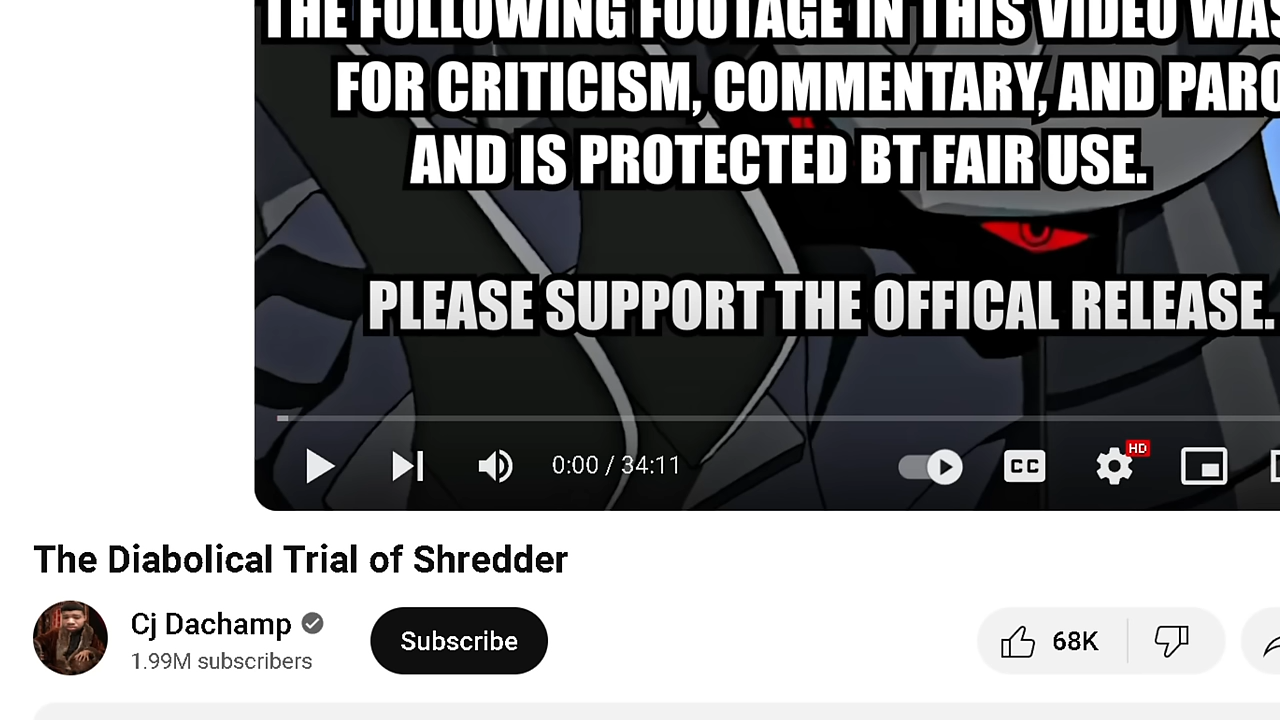 THE FOLLOWING FOOTAGE IN THIS VIDEO WAS
FOR CRITICISM, COMMENTARY, AND PARO
AND IS PROTECTED BT FAIR USE.
PLEASE SUPPORT THE OFFICAL RELEASE.
0:00 / 34:11
CC
HD
The Diabolical Trial of Shredder
Cj Dachamp
1.99M subscribers
Subscribe
68K